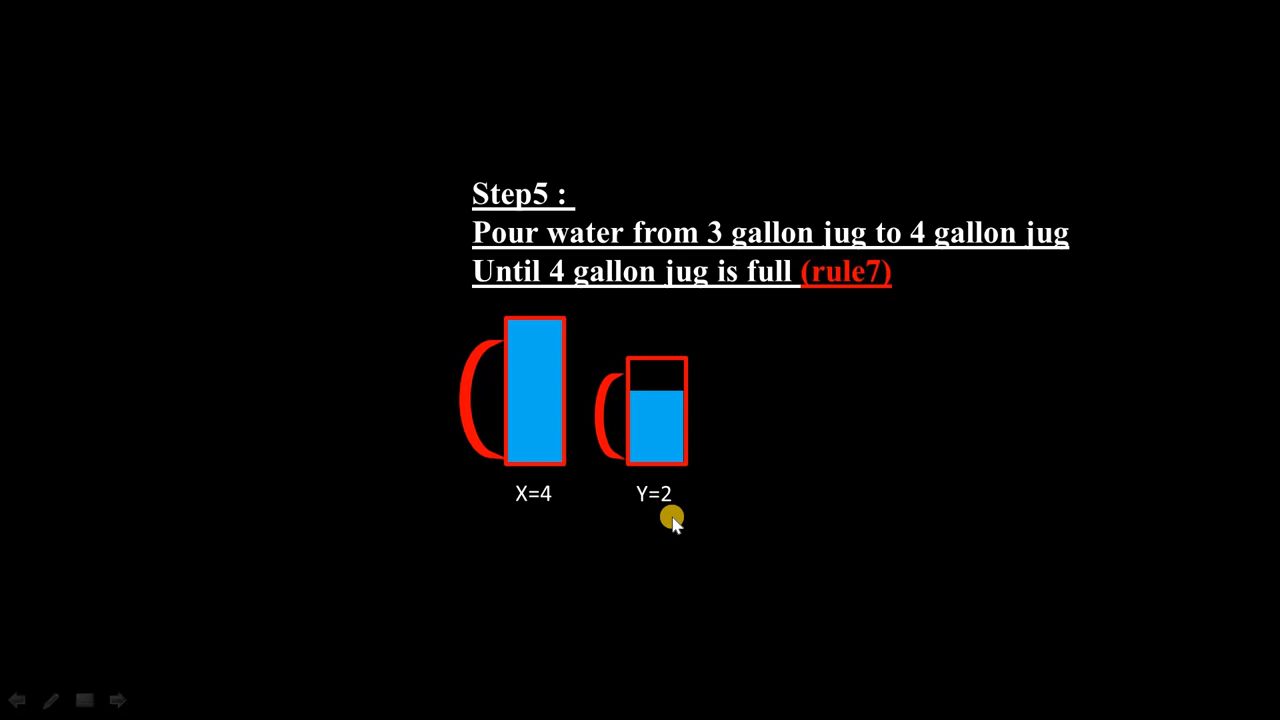 Step5 :
Pour water from 3 gallon jug to 4 gallon jug
Until 4 gallon jug is full (rule7)
X=4 Y=2